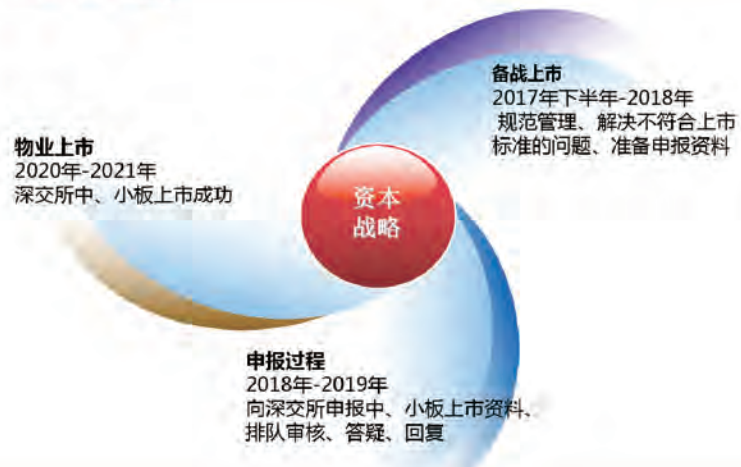 备战上市
2017年下半年-2018年
规范管理、解决不符合上市
标准的问题、准备申报资料
物业上市
2020年-2021年
深交所中、小板上市成功
资本
战略
申报过程
2018年-2019年
向深交所申报中、小板上市资料、
排队审核、答疑、回复